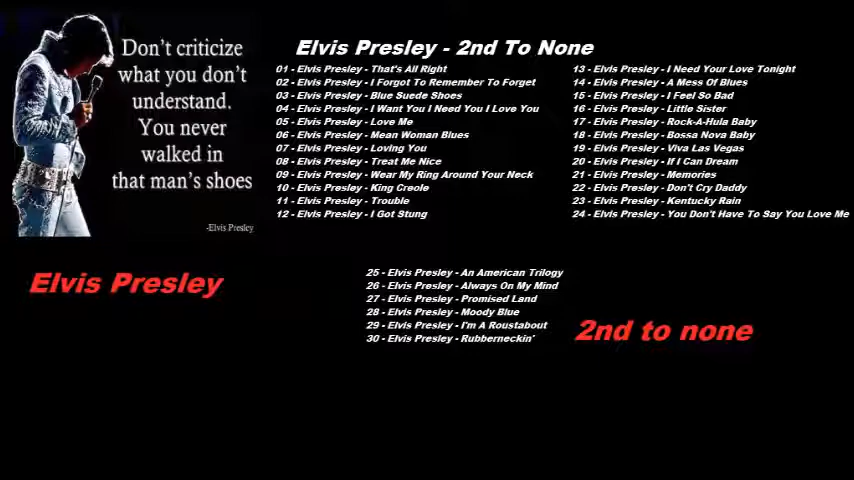 Don't criticize
what you don't
understand.
You never
walked in
that man's shoes
-Elvis Presley
Elvis Presley - 2nd To None
01 - Elvis Presley - That's All Right
02 - Elvis Presley - I Forgot To Remember To Forget
03 - Elvis Presley - Blue Suede Shoes
04 - Elvis Presley - I Want You I Need You I Love You
05 - Elvis Presley - Love Me
06 - Elvis Presley - Mean Woman Blues
07 - Elvis Presley - Loving You
08 - Elvis Presley - Treat Me Nice
09 - Elvis Presley - Wear My Ring Around Your Neck
10 - Elvis Presley - King Creole
11 - Elvis Presley - Trouble
12 - Elvis Presley - I Got Stung
13 - Elvis Presley - I Need Your Love Tonight
14 - Elvis Presley - A Mess Of Blues
15 - Elvis Presley - I Feel So Bad
16 - Elvis Presley - Little Sister
17 - Elvis Presley - Rock-A-Hula Baby
18 - Elvis Presley - Bossa Nova Baby
19 - Elvis Presley - Viva Las Vegas
20 - Elvis Presley - If I Can Dream
21 - Elvis Presley - Memories
22 - Elvis Presley - Don't Cry Daddy
23 - Elvis Presley - Kentucky Rain
24 - Elvis Presley - You Don't Have To Say You Love Me
25 - Elvis Presley - An American Trilogy
26 - Elvis Presley - Always On My Mind
27 - Elvis Presley - Promised Land
28 - Elvis Presley - Moody Blue
29 - Elvis Presley - I'm A Roustabout
30 - Elvis Presley - Rubberneckin'
Elvis Presley
2nd to none